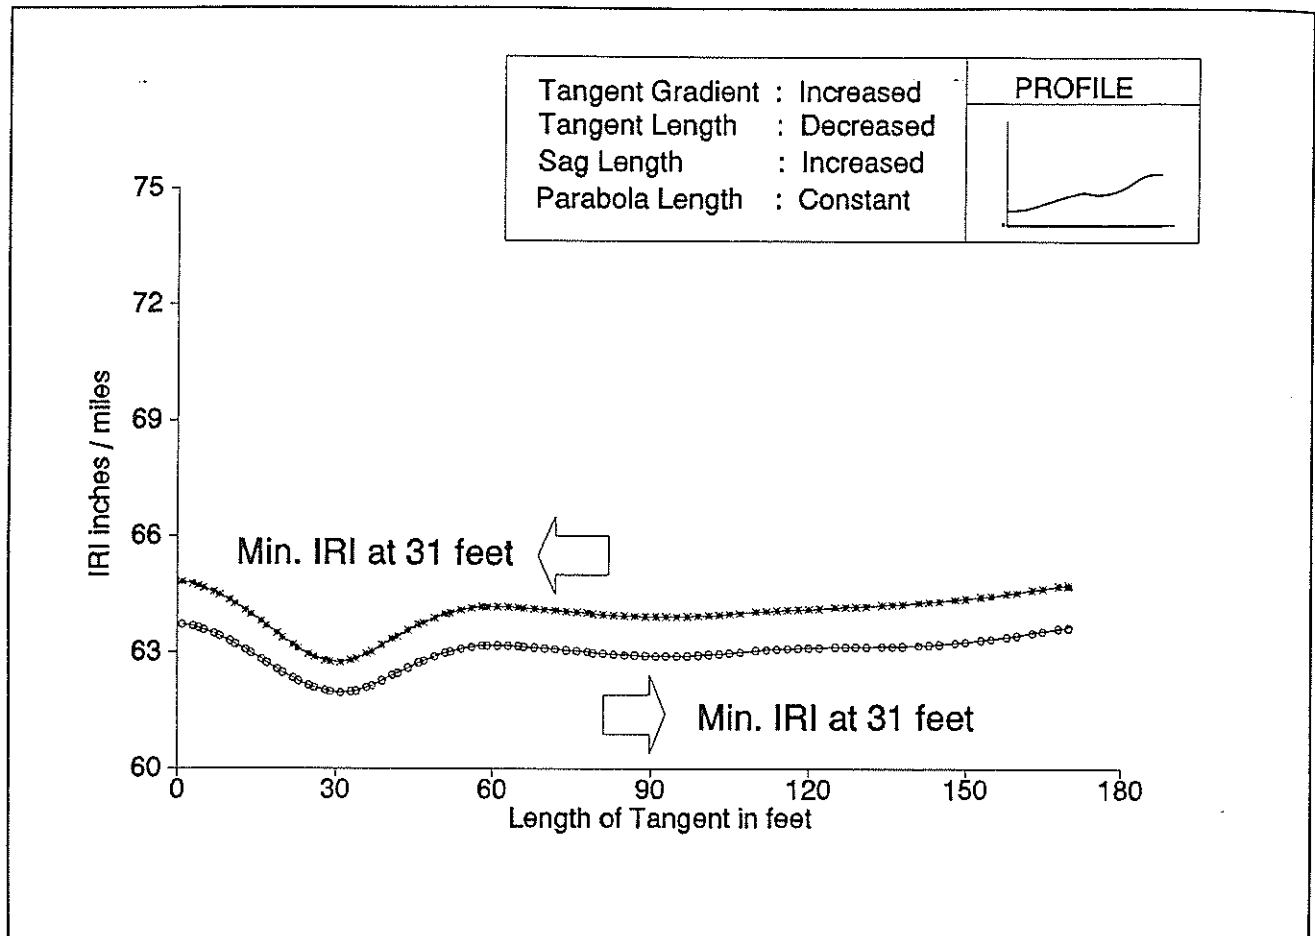 Tangent Gradient : Increased
Tangent Length : Decreased
Sag Length : Increased
Parabola Length : Constant
PROFILE
75
72
69
66
63
60
IRI inches / miles
Min. IRI at 31 feet
Min. IRI at 31 feet
0 30 60 90 120 150 180
Length of Tangent in feet